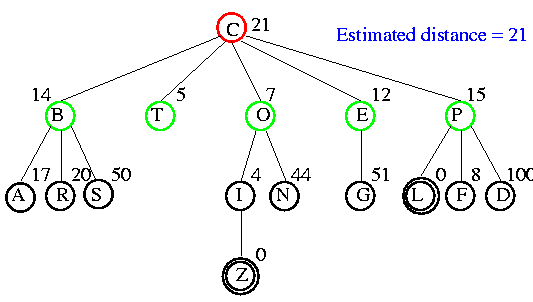 C 21
Estimated distance = 21
14 5 7 12 15
B T O E P
17 20 50 4 44 51 0 8 100
A R S I N G L F D
0
Z